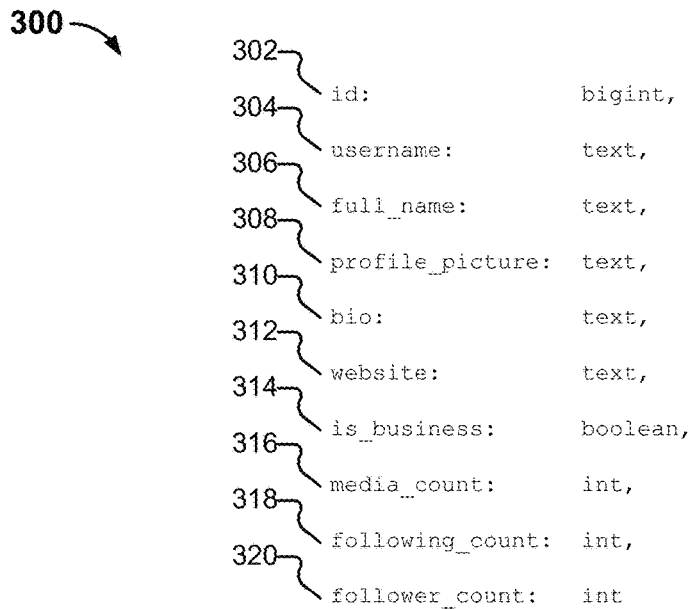 300
302
id: bigint,
304
username: text,
306
full_name: text,
308
profile_picture: text,
310
bio: text,
312
website: text,
314
is_business: boolean,
316
media_count: int,
318
following_count: int,
320
follower_count: int